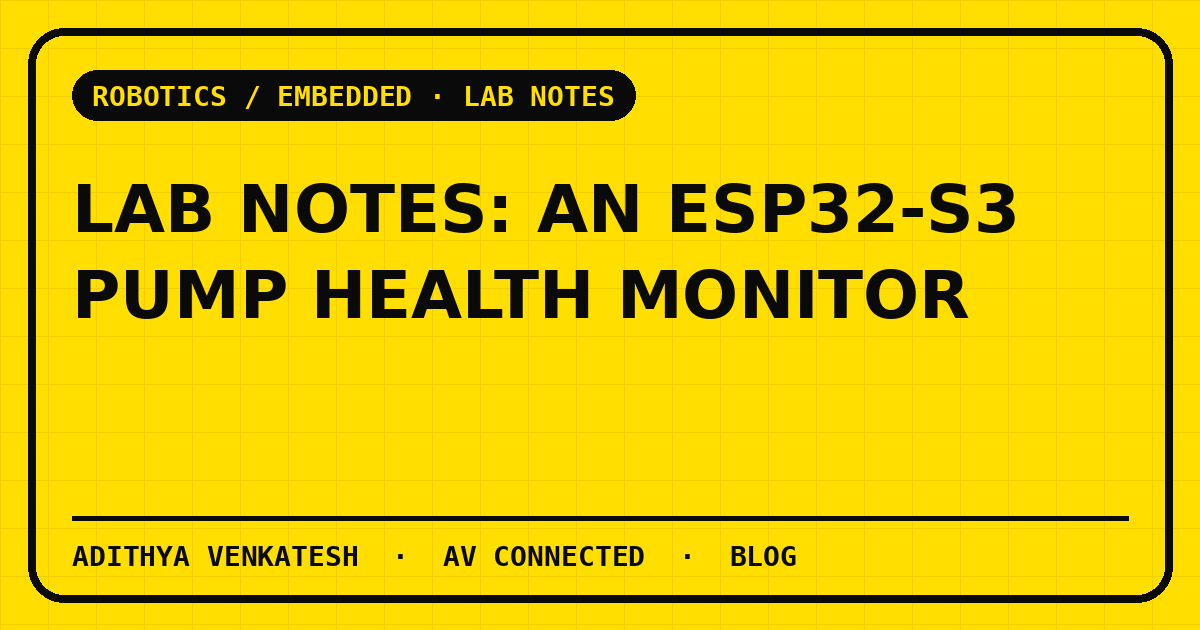 ROBOTICS / EMBEDDED · LAB NOTES
LAB NOTES: AN ESP32-S3
PUMP HEALTH MONITOR
ADITHYA VENKATESH · AV CONNECTED · BLOG